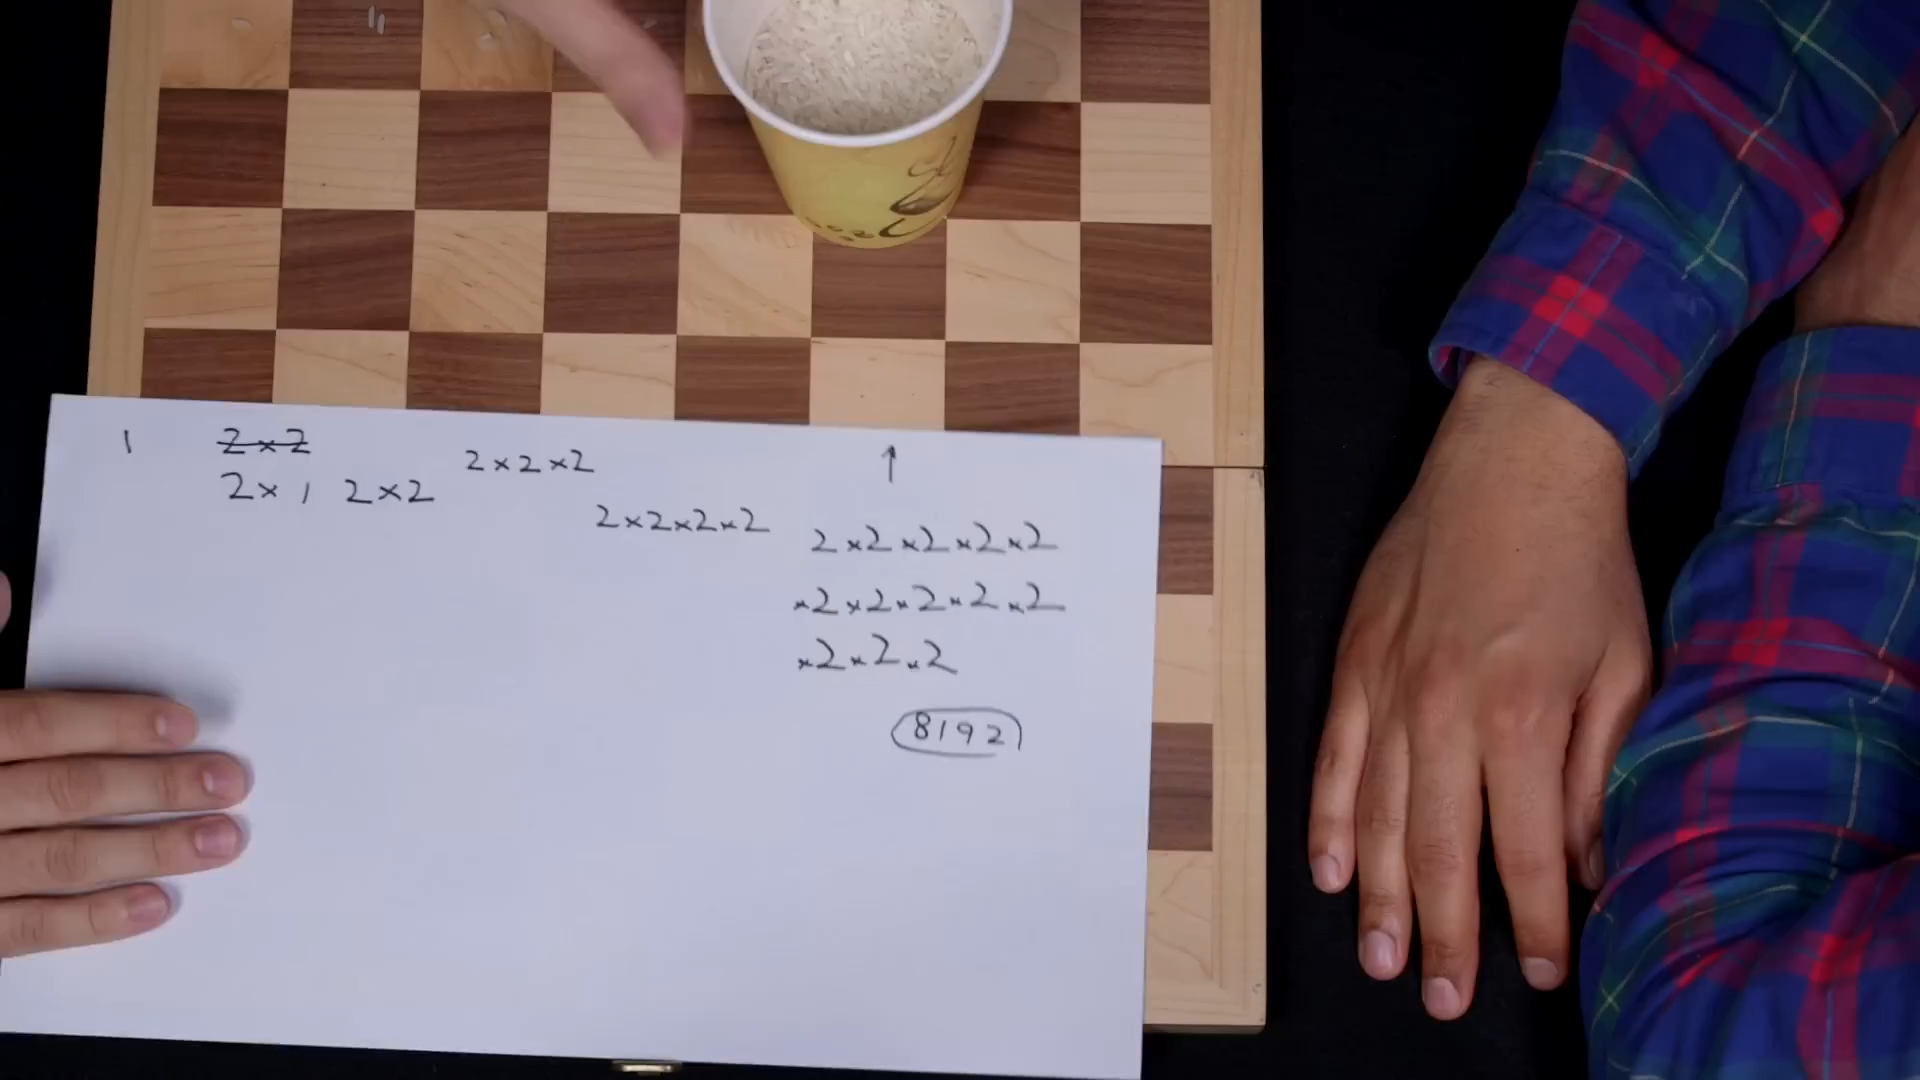 1
2 × 2
2 × 1
2 × 2
2 × 2 × 2
2 × 2 × 2 × 2
↑
2 × 2 × 2 × 2 × 2
× 2 × 2 × 2 × 2 × 2
× 2 × 2 × 2
8192